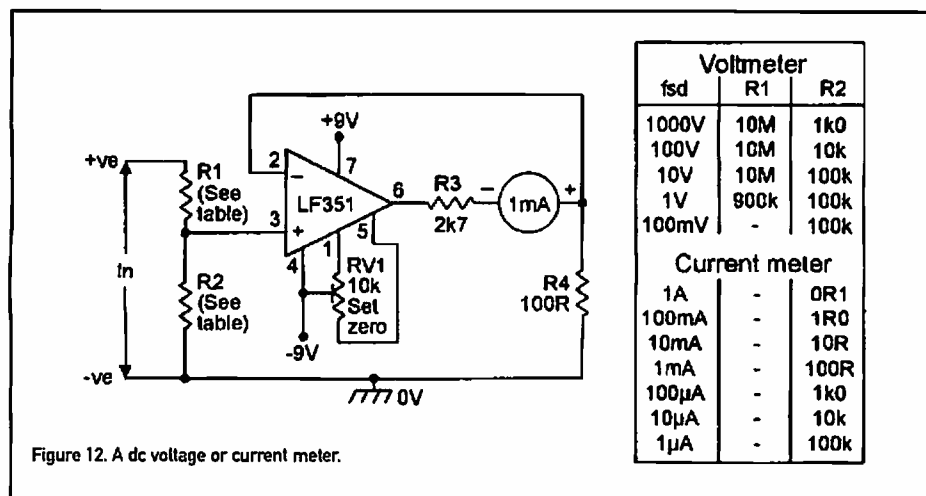 +9V
+ve
2
7
R1
(See
table)
−
LF351
6
R3
−
1mA
+
3
+
5
2k7
In
1
4
RV1
10k
Set
zero
R2
(See
table)
R4
100R
-9V
-ve
0V
Figure 12. A dc voltage or current meter.
Voltmeter
fsd R1 R2
1000V 10M 1k0
100V 10M 10k
10V 10M 100k
1V 900k 100k
100mV - 100k
Current meter
1A - 0R1
100mA - 1R0
10mA - 10R
1mA - 100R
100µA - 1k0
10µA - 10k
1µA - 100k